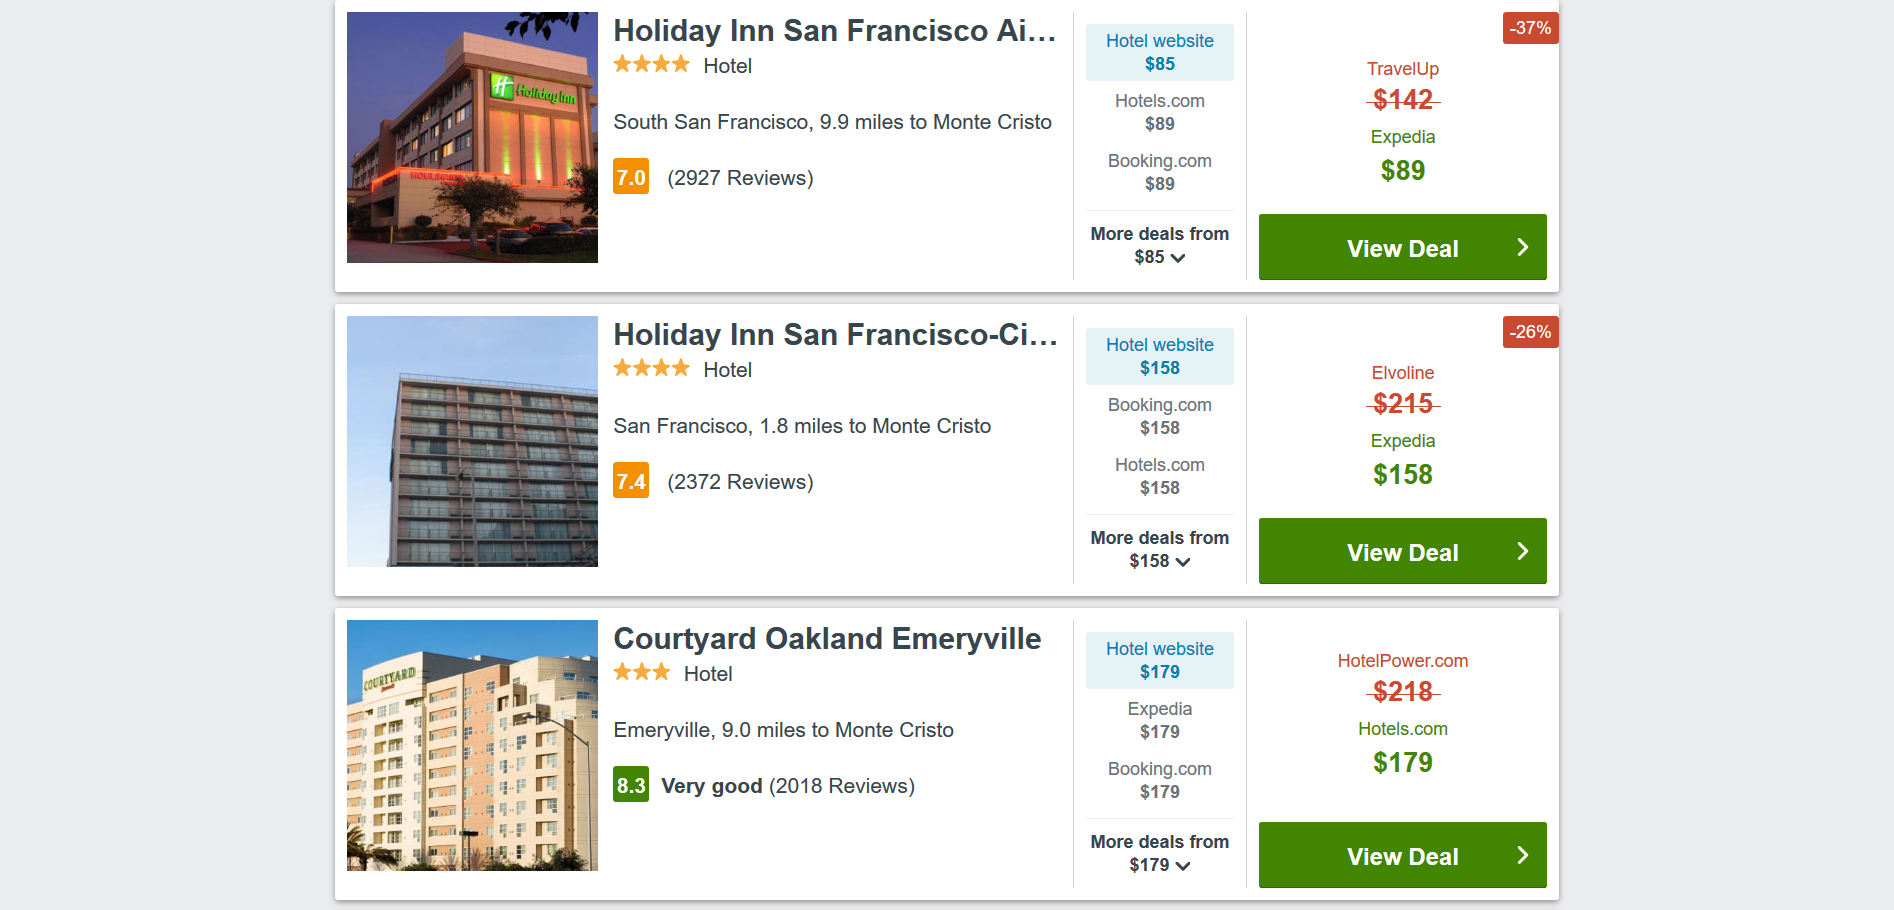 Holiday Inn San Francisco Ai...
Hotel
South San Francisco, 9.9 miles to Monte Cristo
7.0 (2927 Reviews)
Holiday Inn
Hotel website
$85
Hotels.com
$89
Booking.com
$89
More deals from
$85
-37%
TravelUp
$142
Expedia
$89
View Deal
Holiday Inn San Francisco-Ci...
Hotel
San Francisco, 1.8 miles to Monte Cristo
7.4 (2372 Reviews)
Hotel website
$158
Booking.com
$158
Hotels.com
$158
More deals from
$158
-26%
Elvoline
$215
Expedia
$158
View Deal
COURTYARD
Courtyard Oakland Emeryville
Hotel
Emeryville, 9.0 miles to Monte Cristo
8.3 Very good (2018 Reviews)
Hotel website
$179
Expedia
$179
Booking.com
$179
More deals from
$179
HotelPower.com
$218
Hotels.com
$179
View Deal